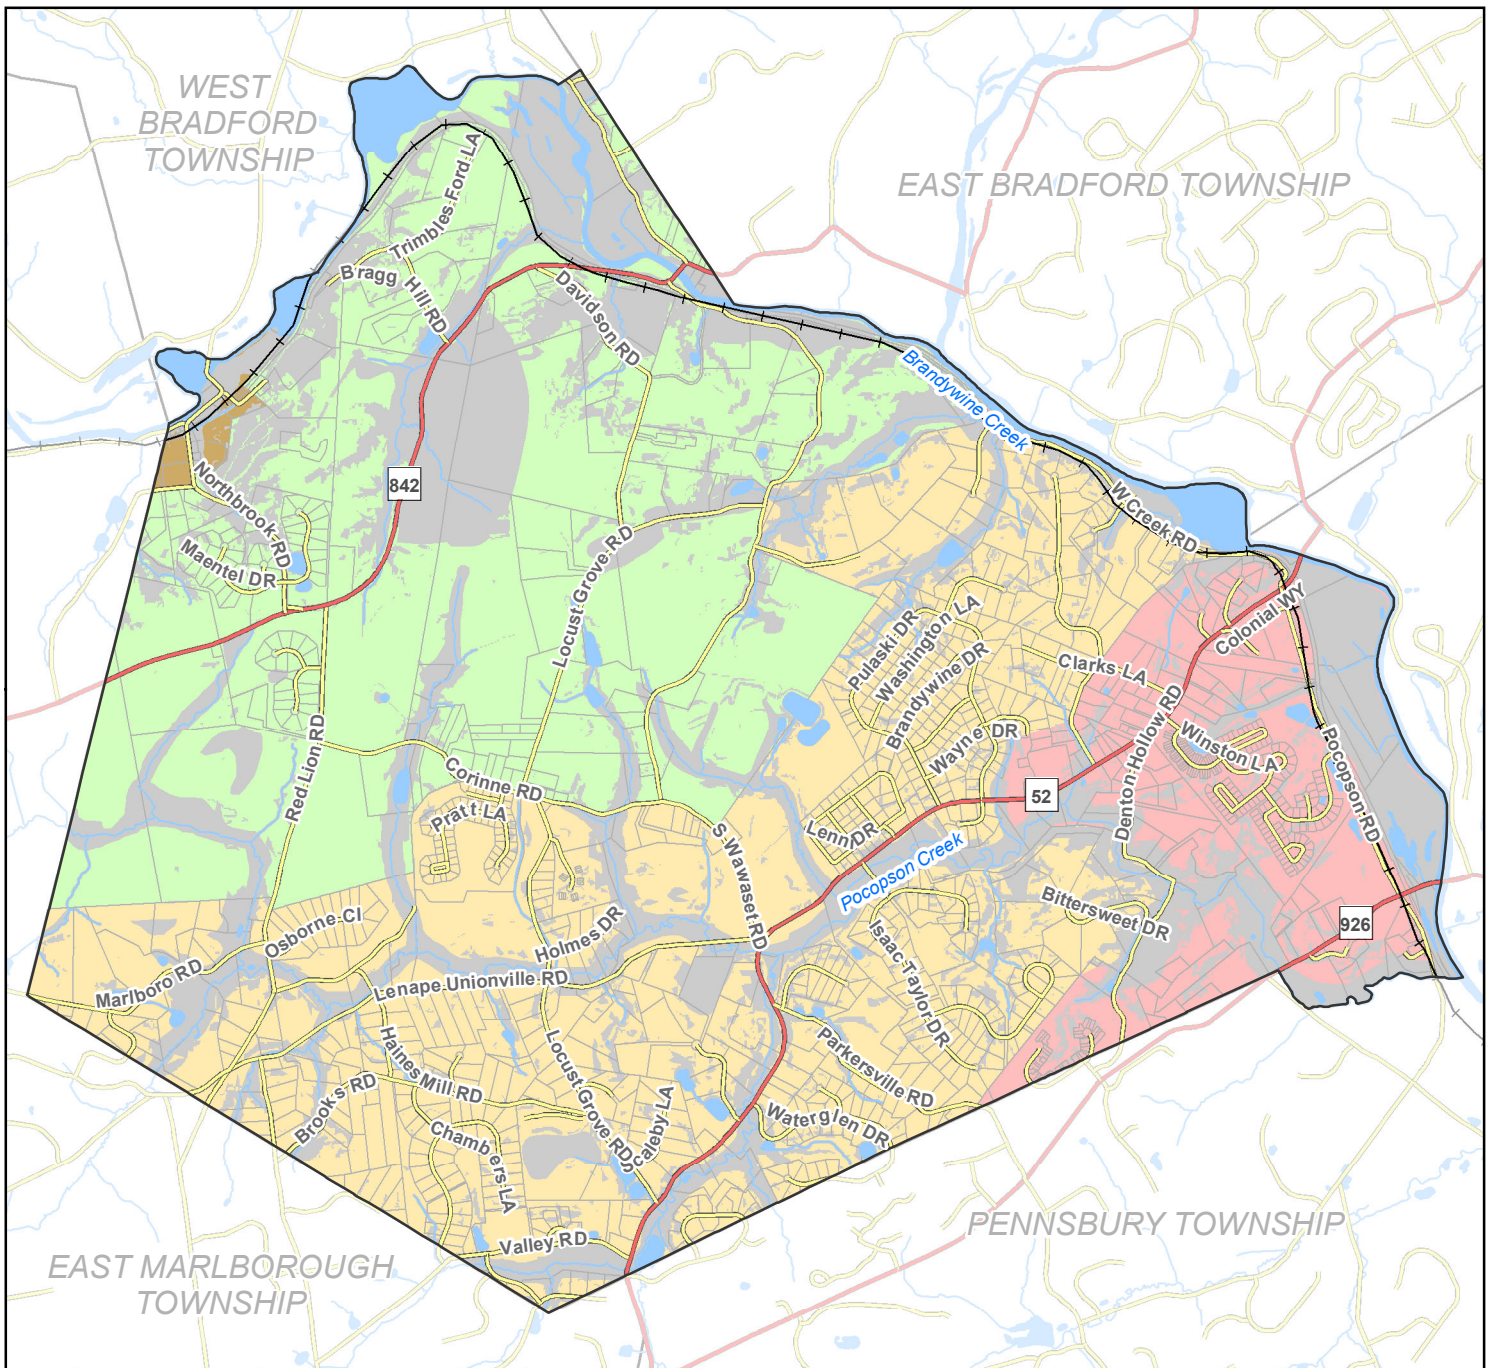 WEST
BRADFORD
TOWNSHIP
EAST BRADFORD TOWNSHIP
Trimbles Ford LA
Bragg Hill RD
Davidson RD
Brandywine Creek
842
Northbrook RD
Maentel DR
W Creek RD
Locust Grove RD
Colonial WY
Pulaski DR
Washington LA
Brandywine DR
Clarks LA
Denton Hollow RD
Winston LA
Wayne DR
Pocopson RD
Red Lion RD
Corinne RD
Pratt LA
52
Lenni DR
Pocopson Creek
S Wawaset RD
Bittersweet DR
926
Osborne CI
Holmes DR
Isaac Taylor DR
Marlboro RD
Lenape Unionville RD
Haines Mill RD
Locust Grove RD
Parkersville RD
Brooks RD
Scaleby LA
Waterglen DR
Chambers LA
Valley RD
PENNSBURY TOWNSHIP
EAST MARLBOROUGH
TOWNSHIP